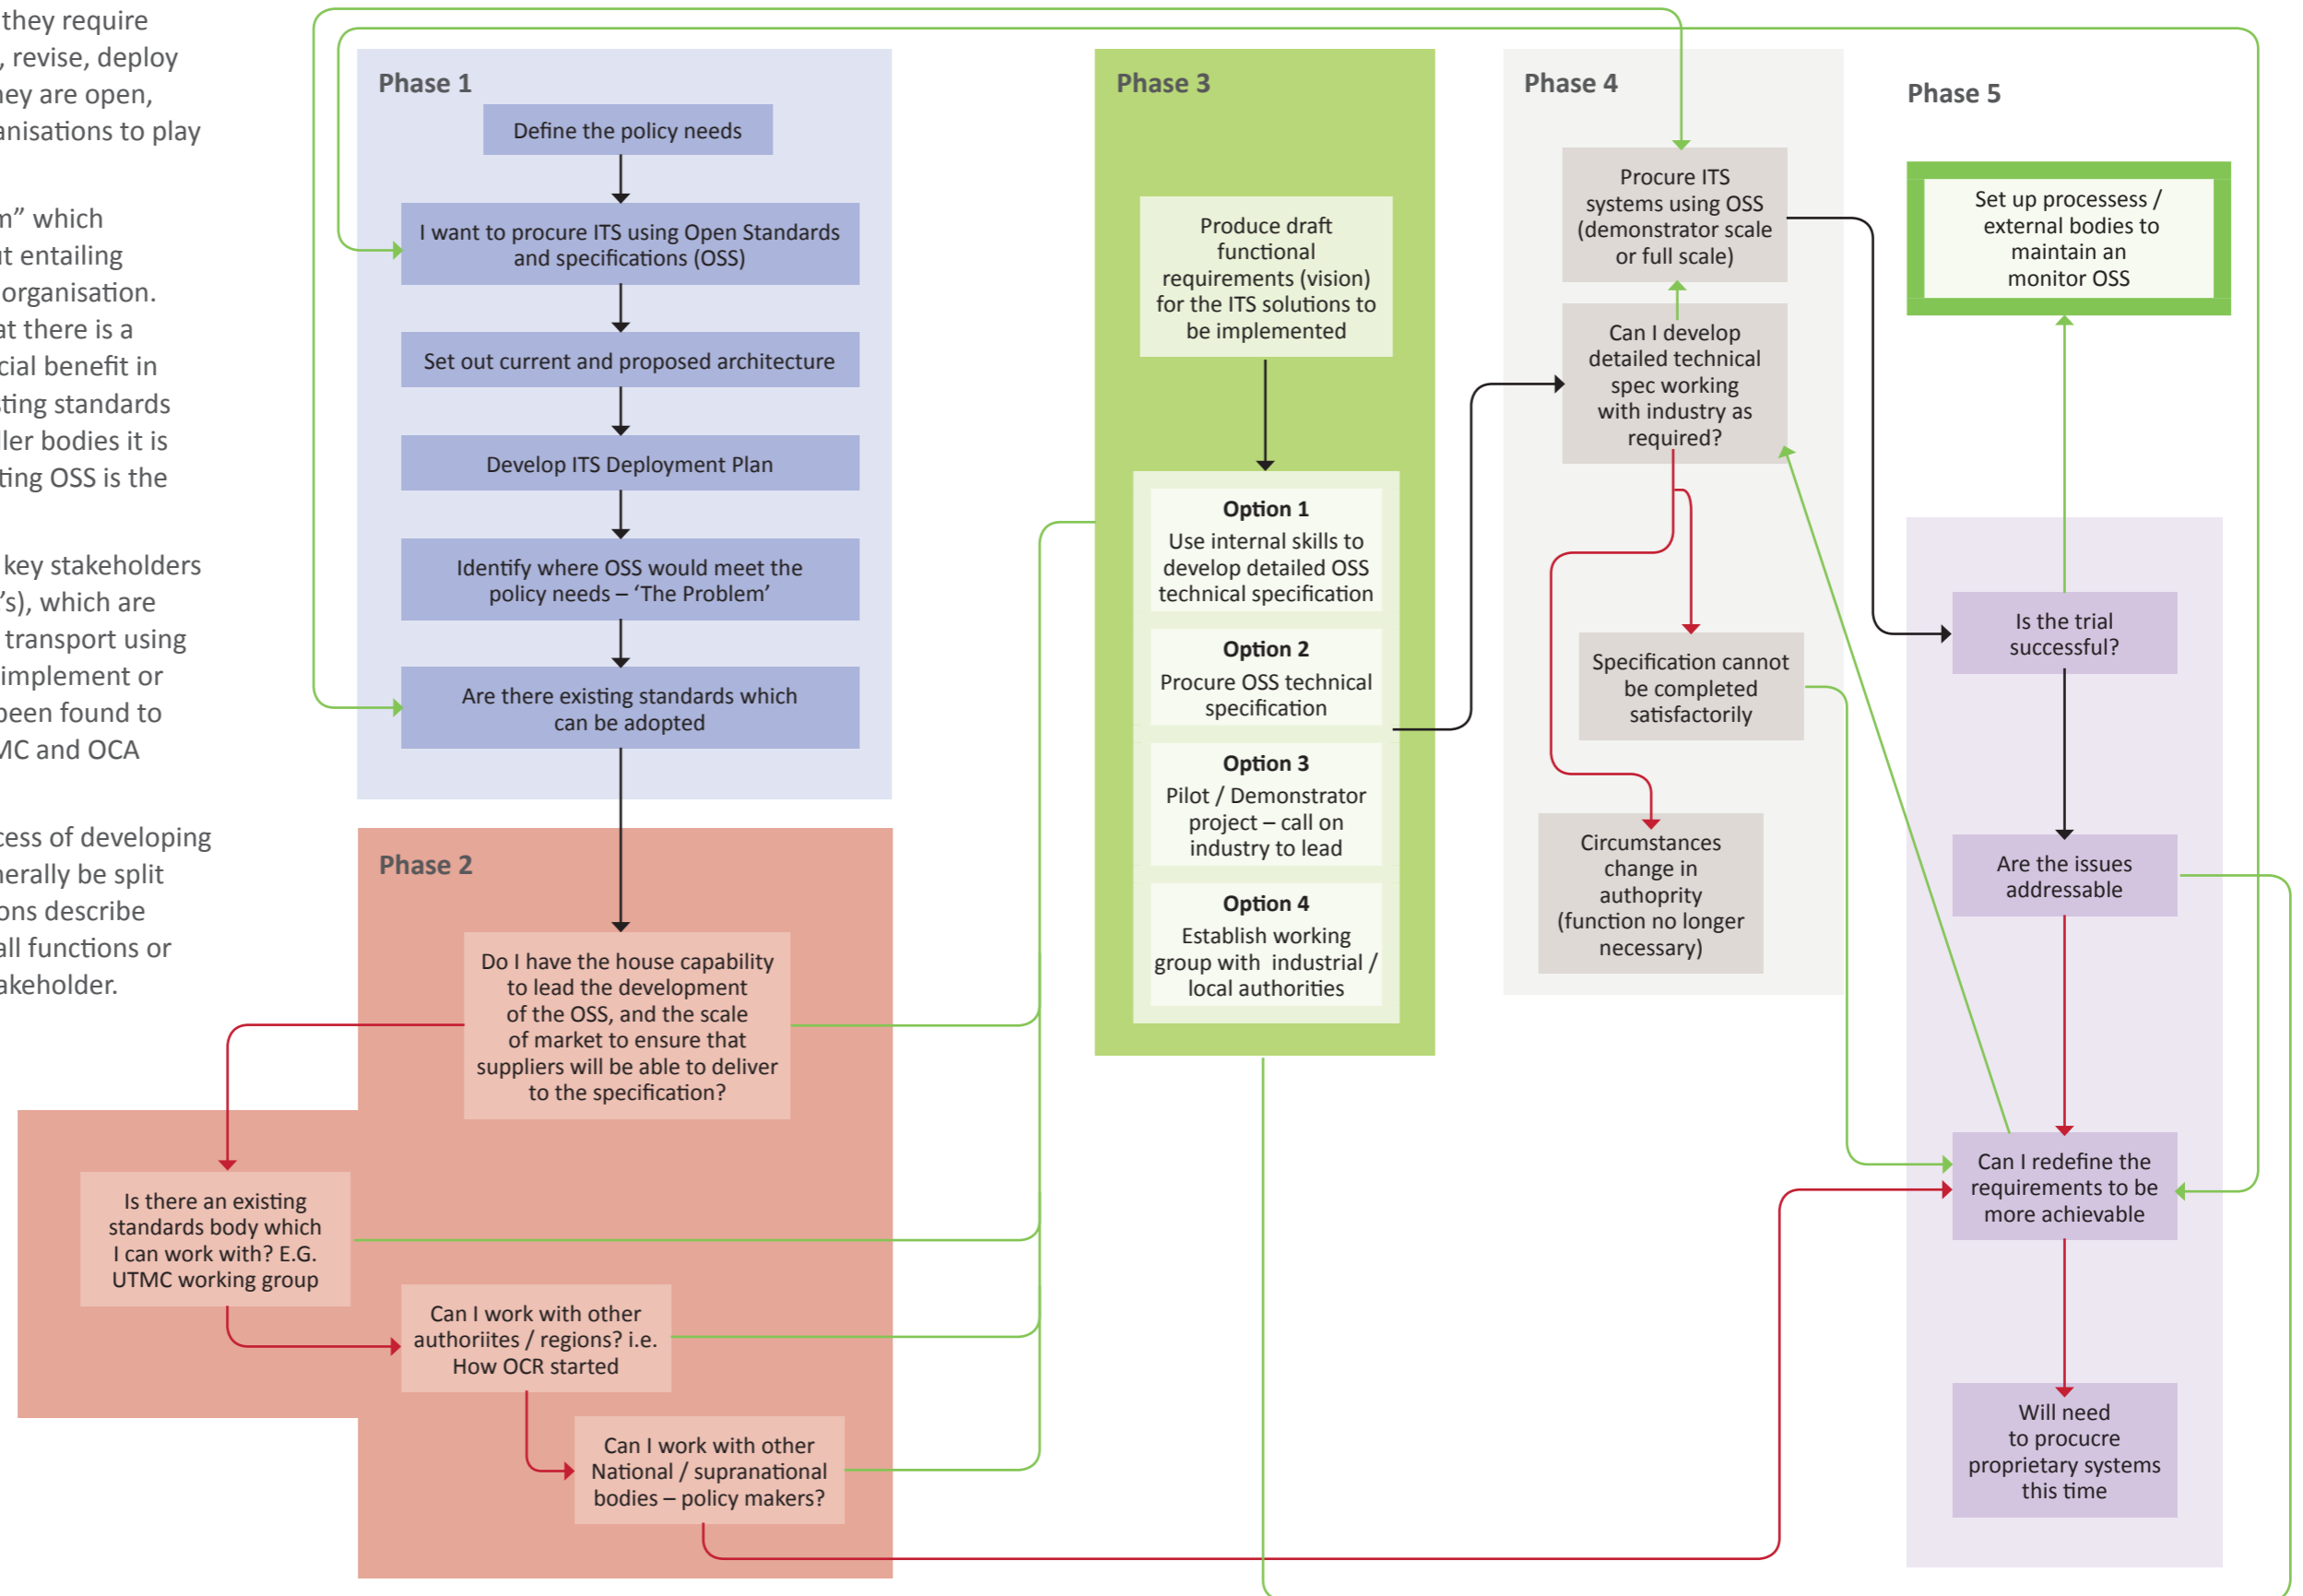 they require
, revise, deploy
ney are open,
anisations to play
m” which
ut entailing
organisation.
at there is a
cial benefit in
sting standards
ller bodies it is
ting OSS is the
key stakeholders
’s), which are
transport using
implement or
been found to
MC and OCA
cess of developing
nerally be split
ons describe
all functions or
akeholder.
Phase 1
Define the policy needs
I want to procure ITS using Open Standards
and specifications (OSS)
Set out current and proposed architecture
Develop ITS Deployment Plan
Identify where OSS would meet the
policy needs – ‘The Problem’
Are there existing standards which
can be adopted
Phase 2
Do I have the house capability
to lead the development
of the OSS, and the scale
of market to ensure that
suppliers will be able to deliver
to the specification?
Is there an existing
standards body which
I can work with? E.G.
UTMC working group
Can I work with other
authoriites / regions? i.e.
How OCR started
Can I work with other
National / supranational
bodies – policy makers?
Phase 3
Produce draft
functional
requirements (vision)
for the ITS solutions to
be implemented
Option 1
Use internal skills to
develop detailed OSS
technical specification
Option 2
Procure OSS technical
specification
Option 3
Pilot / Demonstrator
project – call on
industry to lead
Option 4
Establish working
group with industrial /
local authorities
Phase 4
Procure ITS
systems using OSS
(demonstrator scale
or full scale)
Can I develop
detailed technical
spec working
with industry as
required?
Specification cannot
be completed
satisfactorily
Circumstances
change in
authoprity
(function no longer
necessary)
Phase 5
Set up processess /
external bodies to
maintain an
monitor OSS
Is the trial
successful?
Are the issues
addressable
Can I redefine the
requirements to be
more achievable
Will need
to procucre
proprietary systems
this time